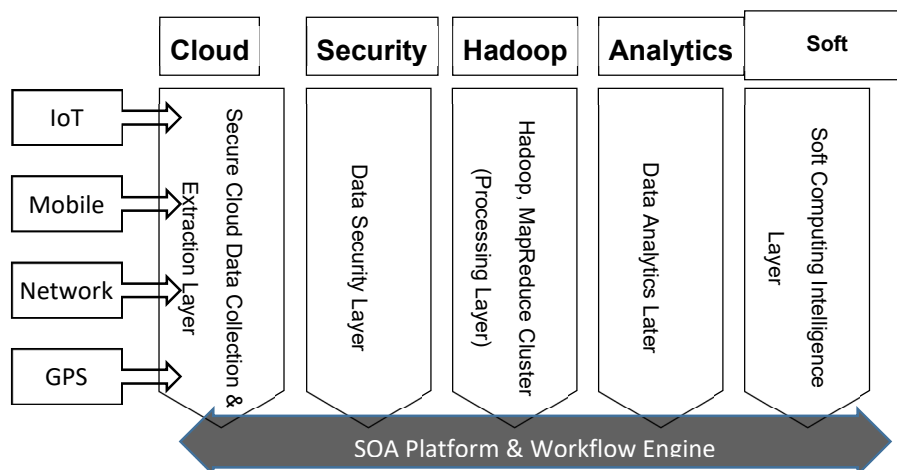 Cloud
Security
Hadoop
Analytics
Soft
IoT
Mobile
Network
GPS
Secure Cloud Data Collection &
Extraction Layer
Data Security Layer
Hadoop, MapReduce Cluster
(Processing Layer)
Data Analytics Later
Soft Computing Intelligence
Layer
SOA Platform & Workflow Engine